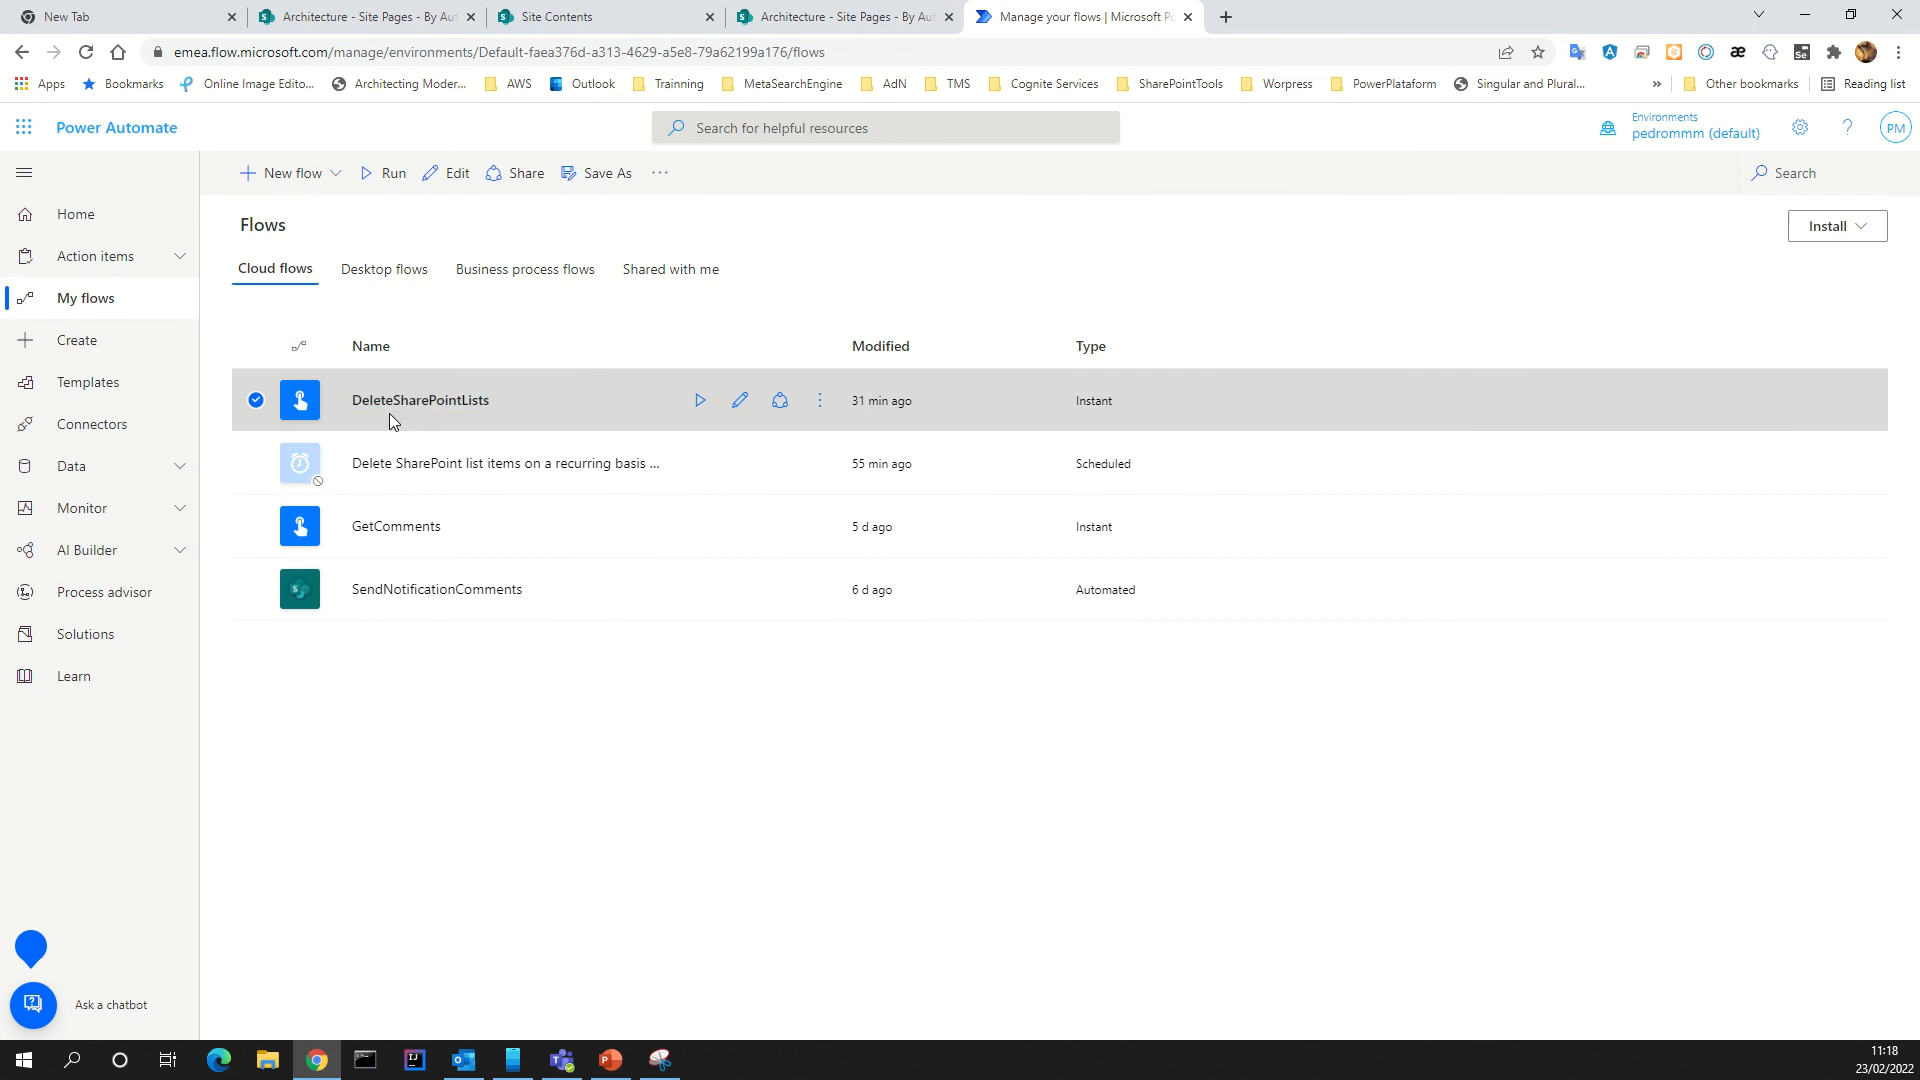 New Tab
Architecture - Site Pages - By Aut
Site Contents
Architecture - Site Pages - By Aut
Manage your flows | Microsoft Po
emea.flow.microsoft.com/manage/environments/Default-faea376d-a313-4629-a5e8-79a62199a176/flows
Apps
Bookmarks
Online Image Edito...
Architecting Moder...
AWS
Outlook
Trainning
MetaSearchEngine
AdN
TMS
Cognite Services
SharePointTools
Worpress
PowerPlataform
Singular and Plural...
»
Other bookmarks
Reading list
Power Automate
Search for helpful resources
Environments
pedrommm (default)
?
PM
New flow
Run
Edit
Share
Save As
···
Search
Home
Action items
My flows
Create
Templates
Connectors
Data
Monitor
AI Builder
Process advisor
Solutions
Learn
Ask a chatbot
Flows
Install
Cloud flows
Desktop flows
Business process flows
Shared with me
Name
Modified
Type
DeleteSharePointLists
31 min ago
Instant
Delete SharePoint list items on a recurring basis ...
55 min ago
Scheduled
GetComments
5 d ago
Instant
SendNotificationComments
6 d ago
Automated
11:18
23/02/2022